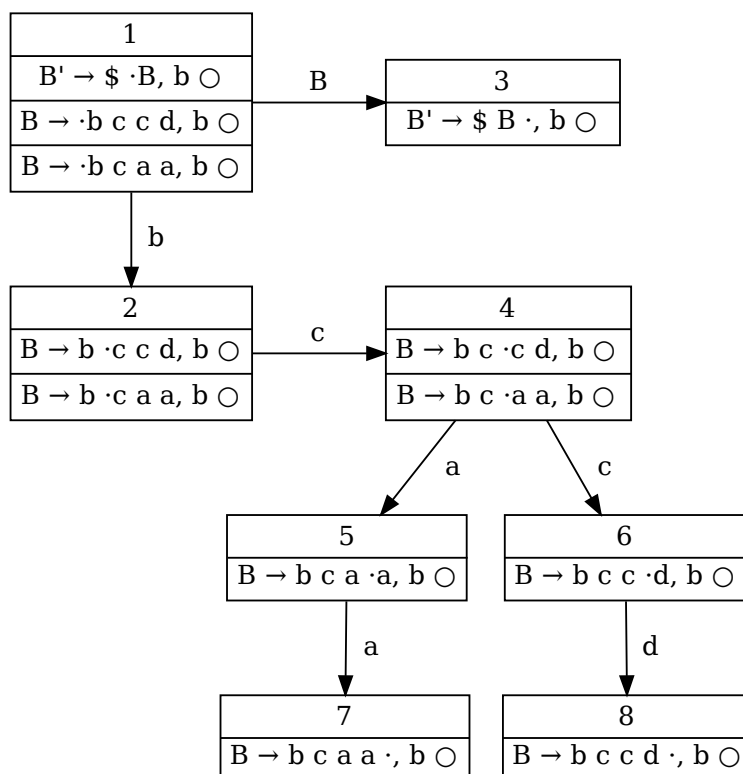 1
B' → $ ·B, b ○
B → ·b c c d, b ○
B → ·b c a a, b ○
B
3
B' → $ B ·, b ○
b
2
B → b ·c c d, b ○
B → b ·c a a, b ○
c
4
B → b c ·c d, b ○
B → b c ·a a, b ○
a
c
5
B → b c a ·a, b ○
6
B → b c c ·d, b ○
a
d
7
B → b c a a ·, b ○
8
B → b c c d ·, b ○